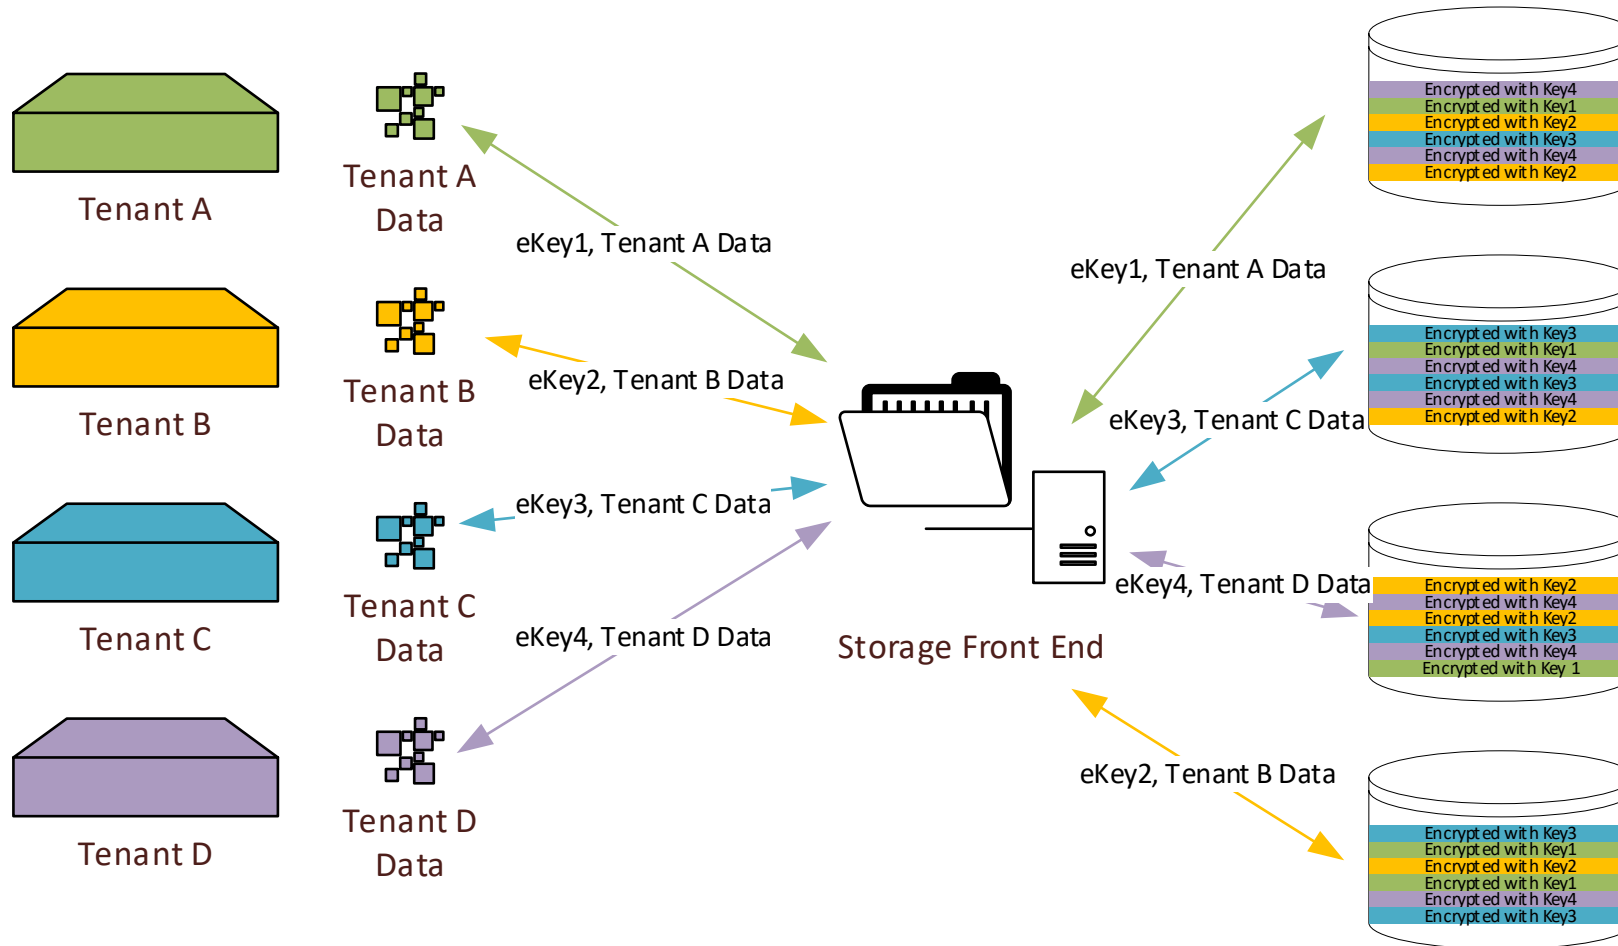 Tenant A
Tenant B
Tenant C
Tenant D
Tenant A
Data
Tenant B
Data
Tenant C
Data
Tenant D
Data
eKey1, Tenant A Data
eKey2, Tenant B Data
eKey3, Tenant C Data
eKey4, Tenant D Data
Storage Front End
eKey1, Tenant A Data
eKey3, Tenant C Data
eKey4, Tenant D Data
eKey2, Tenant B Data
Encrypted with Key4
Encrypted with Key1
Encrypted with Key2
Encrypted with Key3
Encrypted with Key4
Encrypted with Key2
Encrypted with Key3
Encrypted with Key1
Encrypted with Key4
Encrypted with Key3
Encrypted with Key4
Encrypted with Key2
Encrypted with Key2
Encrypted with Key4
Encrypted with Key2
Encrypted with Key3
Encrypted with Key4
Encrypted with Key 1
Encrypted with Key3
Encrypted with Key1
Encrypted with Key2
Encrypted with Key1
Encrypted with Key4
Encrypted with Key3